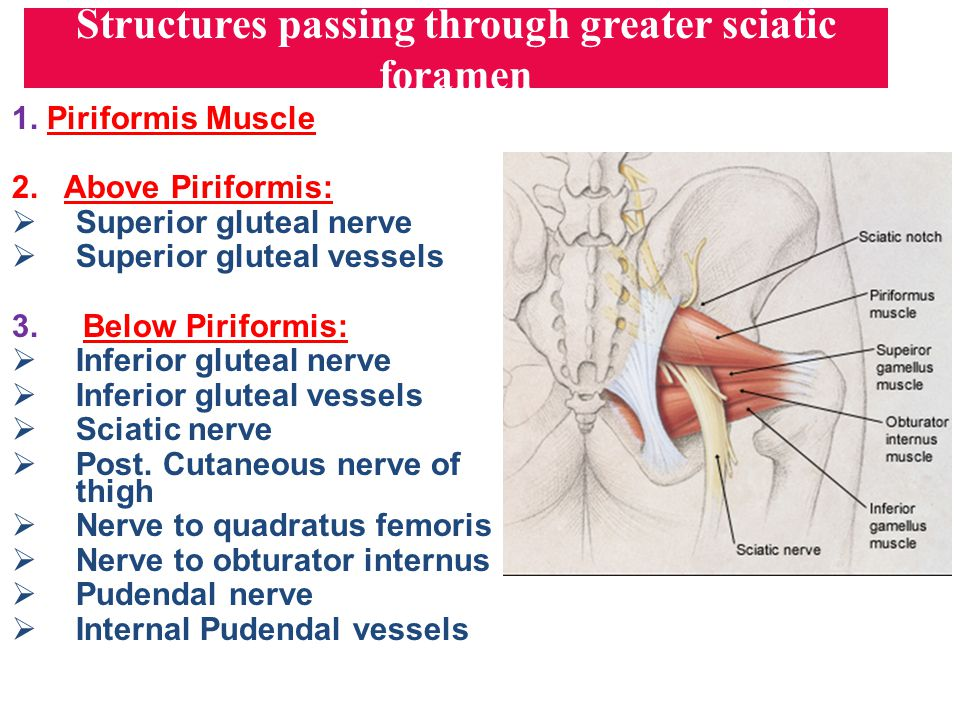 Structures passing through greater sciatic
foramen
1. Piriformis Muscle
2. Above Piriformis:
➢ Superior gluteal nerve
➢ Superior gluteal vessels
3. Below Piriformis:
➢ Inferior gluteal nerve
➢ Inferior gluteal vessels
➢ Sciatic nerve
➢ Post. Cutaneous nerve of
thigh
➢ Nerve to quadratus femoris
➢ Nerve to obturator internus
➢ Pudendal nerve
➢ Internal Pudendal vessels
Sciatic notch
Piriformus
muscle
Supeiror
gamellus
muscle
Obturator
internus
muscle
Inferior
gamellus
muscle
Sciatic nerve